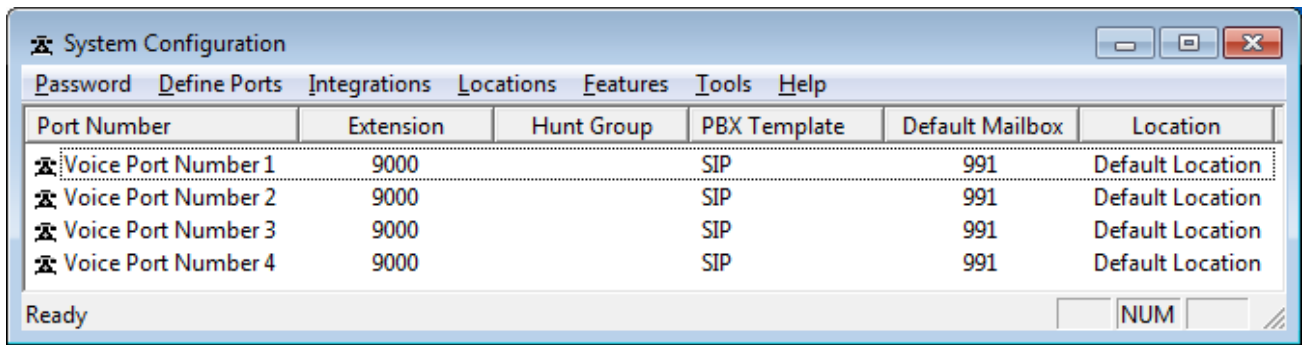 System Configuration
Password Define Ports Integrations Locations Features Tools Help
Port Number Extension Hunt Group PBX Template Default Mailbox Location
Voice Port Number 1 9000 SIP 991 Default Location
Voice Port Number 2 9000 SIP 991 Default Location
Voice Port Number 3 9000 SIP 991 Default Location
Voice Port Number 4 9000 SIP 991 Default Location
Ready NUM